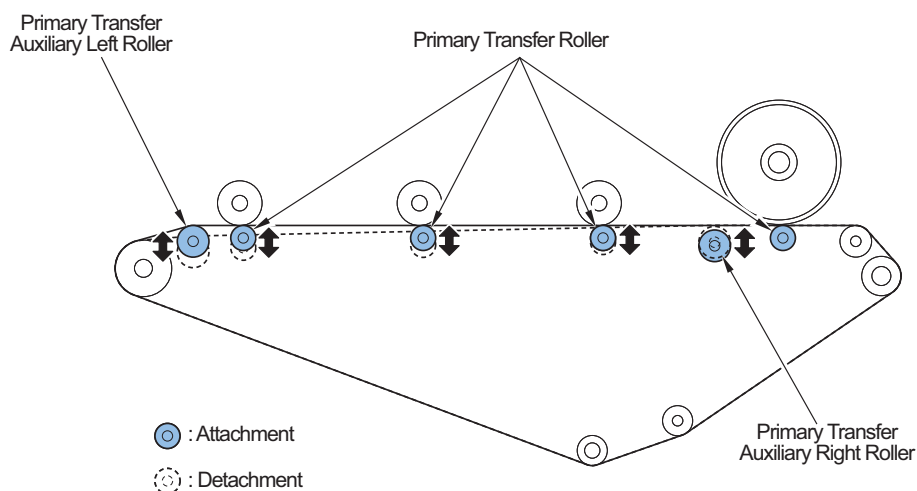 Primary Transfer
Auxiliary Left Roller
Primary Transfer Roller
Primary Transfer
Auxiliary Right Roller
: Attachment
: Detachment